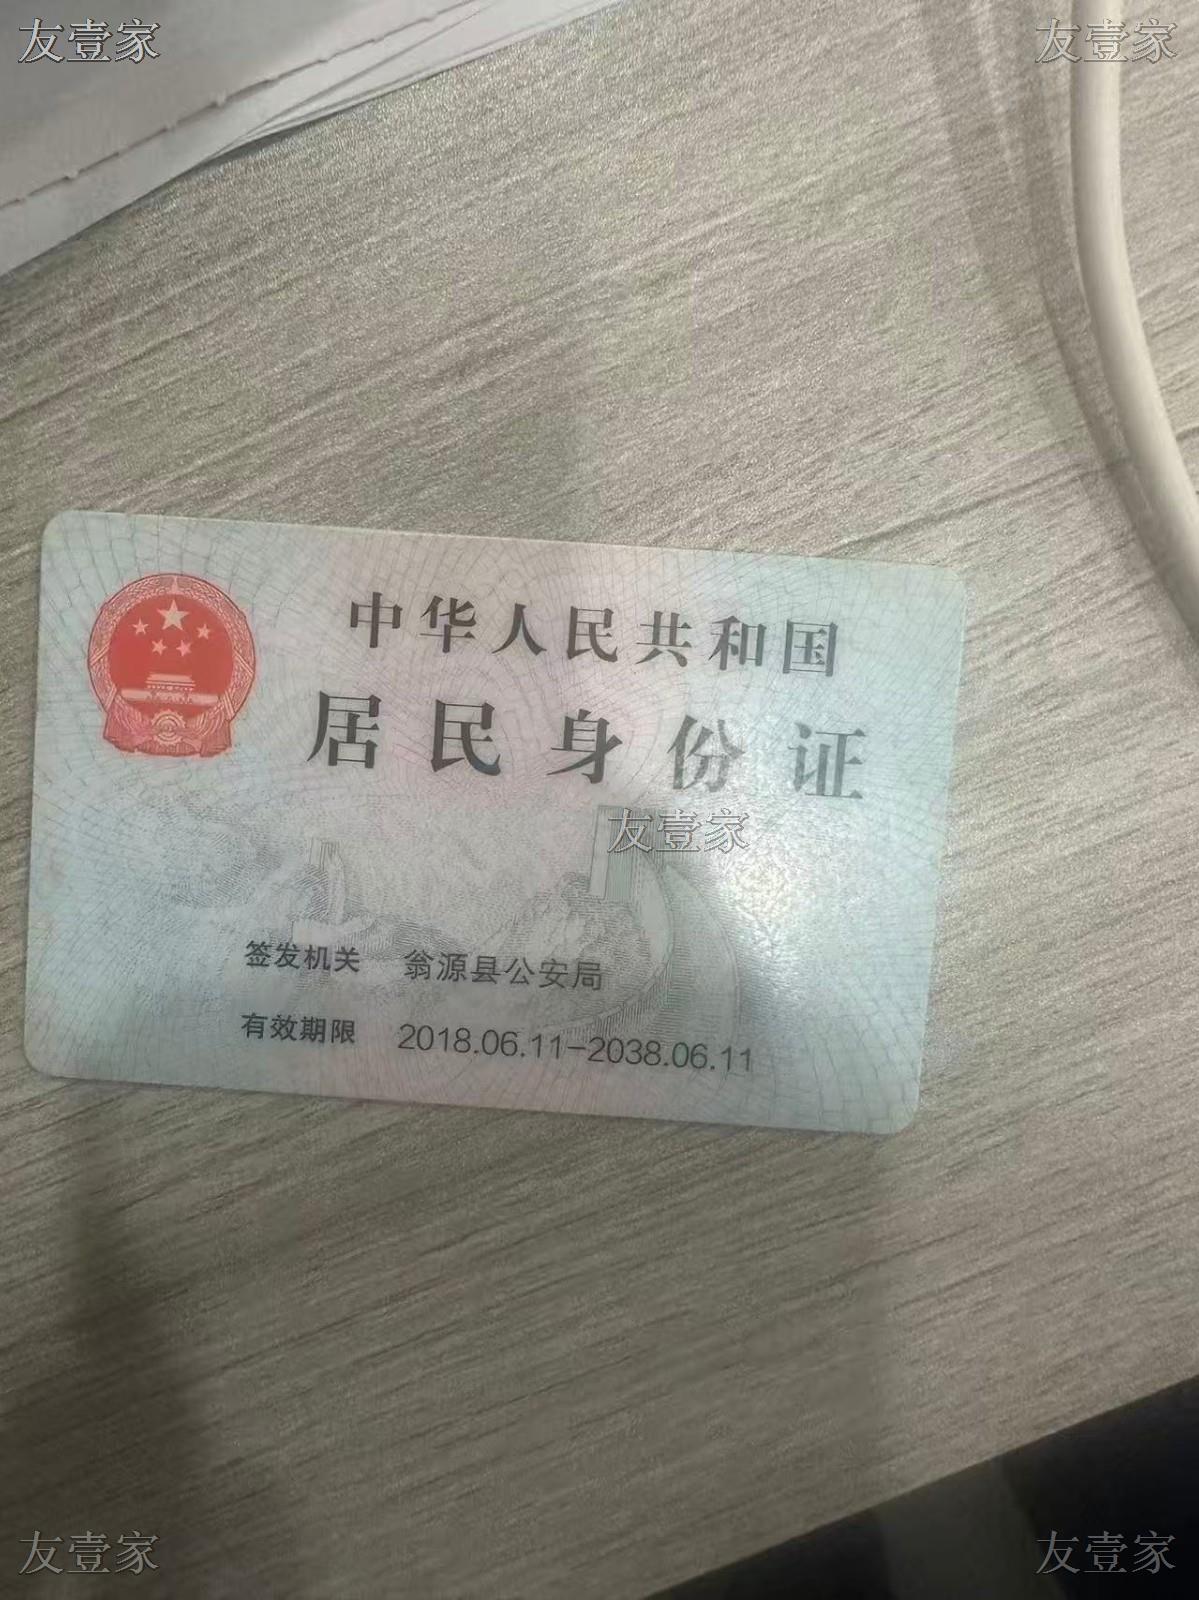 友壹家
友壹家
中华人民共和国
居民身份证
友壹家
签发机关 翁源县公安局
有效期限 2018.06.11-2038.06.11
友壹家
友壹家